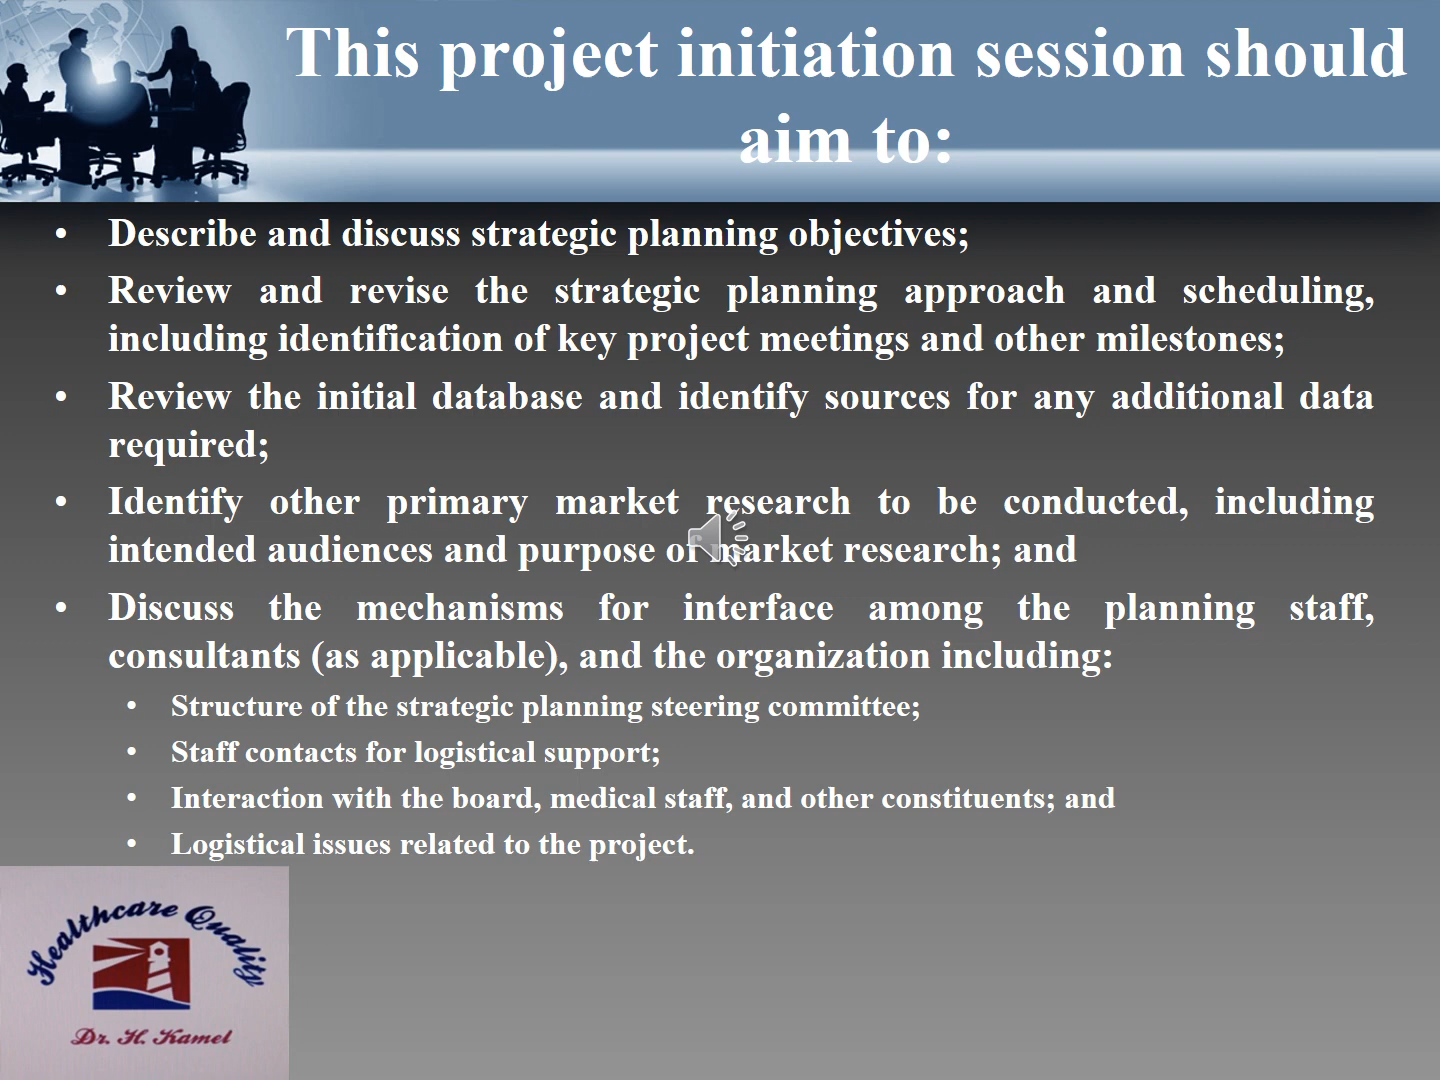 This project initiation session should
aim to:
• Describe and discuss strategic planning objectives;
• Review and revise the strategic planning approach and scheduling,
including identification of key project meetings and other milestones;
• Review the initial database and identify sources for any additional data
required;
• Identify other primary market research to be conducted, including
intended audiences and purpose of market research; and
• Discuss the mechanisms for interface among the planning staff,
consultants (as applicable), and the organization including:
• Structure of the strategic planning steering committee;
• Staff contacts for logistical support;
• Interaction with the board, medical staff, and other constituents; and
• Logistical issues related to the project.
Healthcare Quality
Dr. H. Kamel